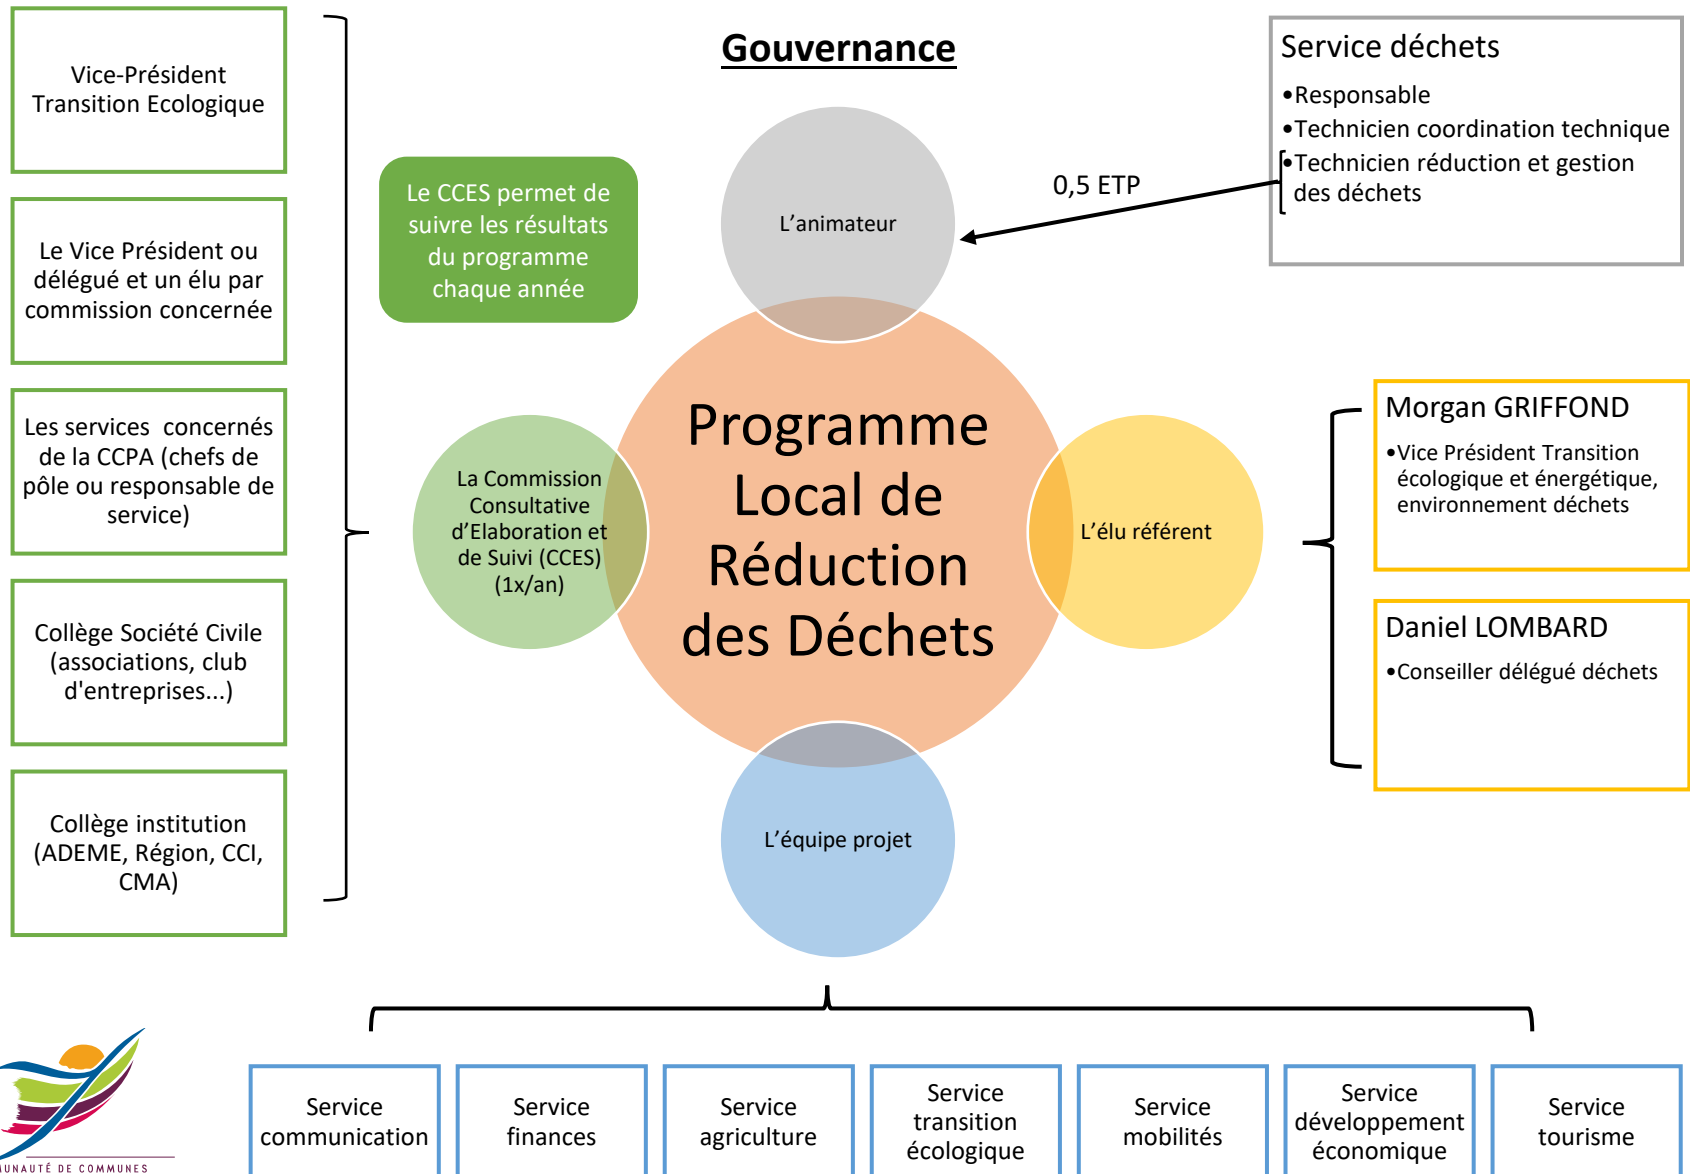 Gouvernance
Vice-Président
Transition Ecologique
Le Vice Président ou
délégué et un élu par
commission concernée
Les services  concernés
de la CCPA (chefs de
pôle ou responsable de
service)
Collège Société Civile
(associations, club
d'entreprises...)
Collège institution
(ADEME, Région, CCI,
CMA)
Le CCES permet de
suivre les résultats
du programme
chaque année
L’animateur
0,5 ETP
Service déchets
•Responsable
•Technicien coordination technique
•Technicien réduction et gestion
des déchets
La Commission
Consultative
d’Elaboration et
de Suivi (CCES)
(1x/an)
Programme
Local de
Réduction
des Déchets
L’élu référent
Morgan GRIFFOND
•Vice Président Transition
écologique et énergétique,
environnement déchets
Daniel LOMBARD
•Conseiller délégué déchets
L’équipe projet
Service
communication
Service
finances
Service
agriculture
Service
transition
écologique
Service
mobilités
Service
développement
économique
Service
tourisme
DE COMMUNES